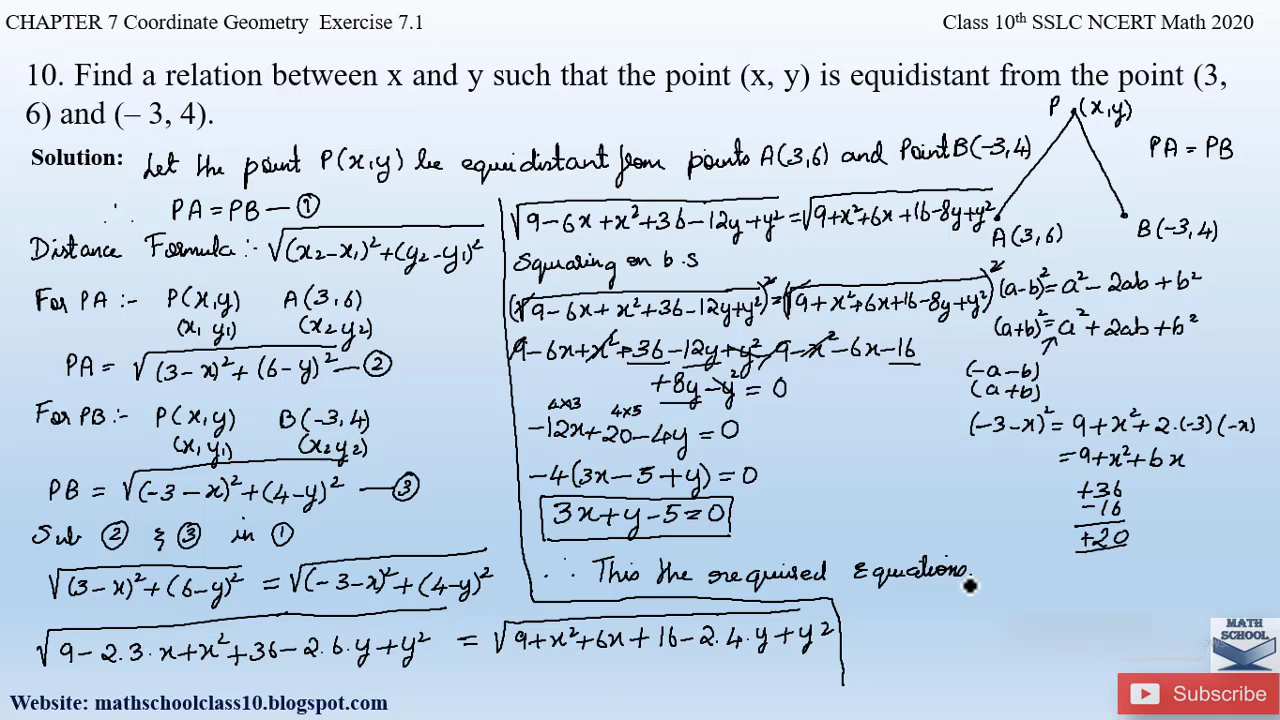 CHAPTER 7 Coordinate Geometry Exercise 7.1
Class 10th SSLC NCERT Math 2020
10. Find a relation between x and y such that the point (x, y) is equidistant from the point (3,
6) and (– 3, 4).
Solution: Let the point P(x,y) be equidistant from points A(3,6) and Point B(-3,4)
∴ PA = PB — ①
Distance Formula :- √(x₂-x₁)²+(y₂-y₁)²
For PA :- P(x,y) A(3,6)
(x₁ y₁) (x₂ y₂)
PA = √(3-x)²+(6-y)² — ②
For PB :- P(x,y) B(-3,4)
(x₁ y₁) (x₂ y₂)
PB = √(-3-x)²+(4-y)² — ③
Sub ② & ③ in ①
√(3-x)²+(6-y)² = √(-3-x)²+(4-y)²
√9-2.3.x+x²+36-2.6.y+y² = √9+x²+6x+16-2.4.y+y²
√9-6x+x²+36-12y+y² = √9+x²+6x+16-8y+y²
Squaring on b.s
(√9-6x+x²+36-12y+y²)² = (√9+x²+6x+16-8y+y²)²
9-6x+x²+36-12y+y²-9-x²-6x-16
+8y-y² = 0
4x3 4x5
-12x+20-4y = 0
-4(3x-5+y) = 0
3x+y-5=0
∴ This the required Equations.
P (x,y)
PA = PB
A(3,6)
B(-3,4)
(a-b)² = a²-2ab+b²
(a+b)² = a²+2ab+b²
(-a-b)
(a+b)
(-3-x)² = 9+x²+2.(-3)(-x)
= 9+x²+6x
+36
-16
+20
MATH
SCHOOL
Subscribe
Website: mathschoolclass10.blogspot.com